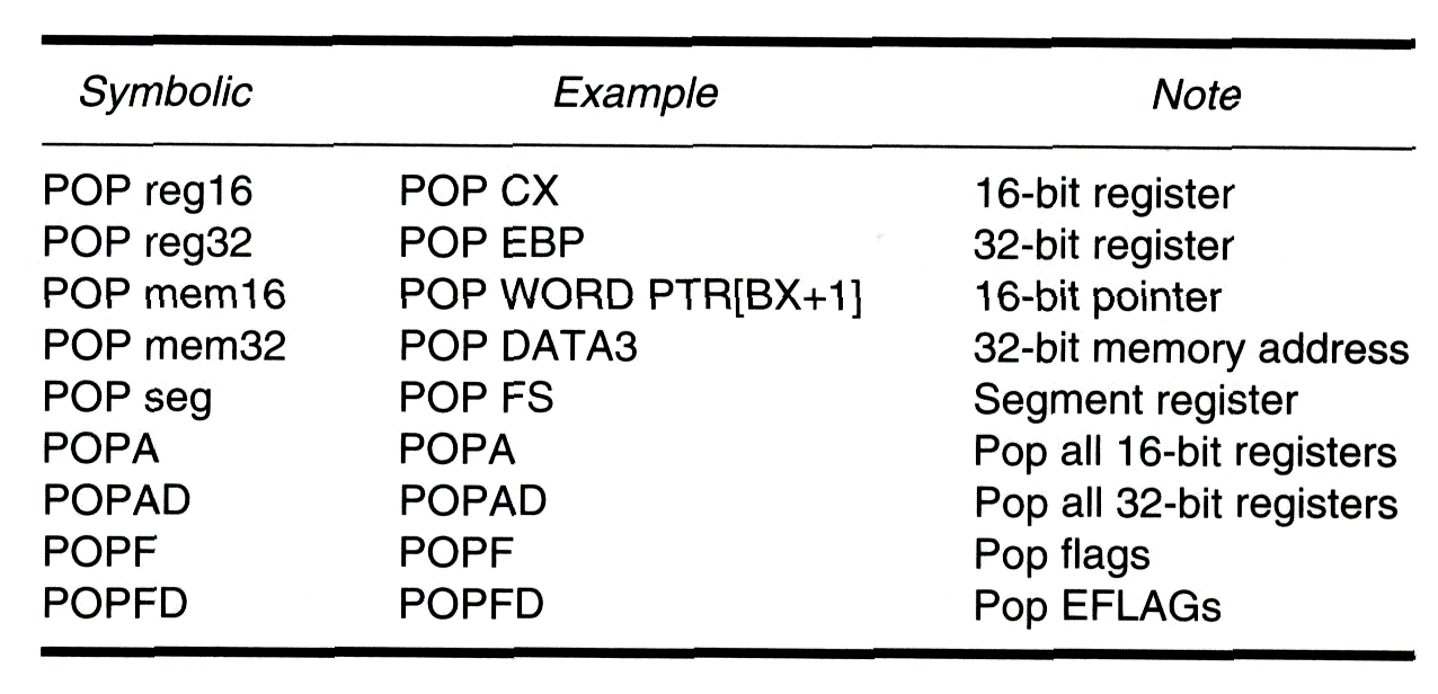 Symbolic Example Note
POP reg16 POP CX 16-bit register
POP reg32 POP EBP 32-bit register
POP mem16 POP WORD PTR[BX+1] 16-bit pointer
POP mem32 POP DATA3 32-bit memory address
POP seg POP FS Segment register
POPA POPA Pop all 16-bit registers
POPAD POPAD Pop all 32-bit registers
POPF POPF Pop flags
POPFD POPFD Pop EFLAGs